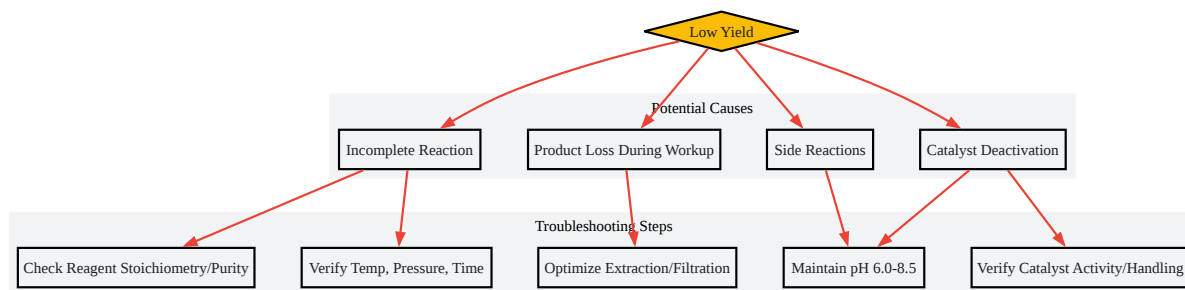 Low Yield
Potential Causes
Incomplete Reaction
Product Loss During Workup
Side Reactions
Catalyst Deactivation
Troubleshooting Steps
Check Reagent Stoichiometry/Purity
Verify Temp, Pressure, Time
Optimize Extraction/Filtration
Maintain pH 6.0-8.5
Verify Catalyst Activity/Handling